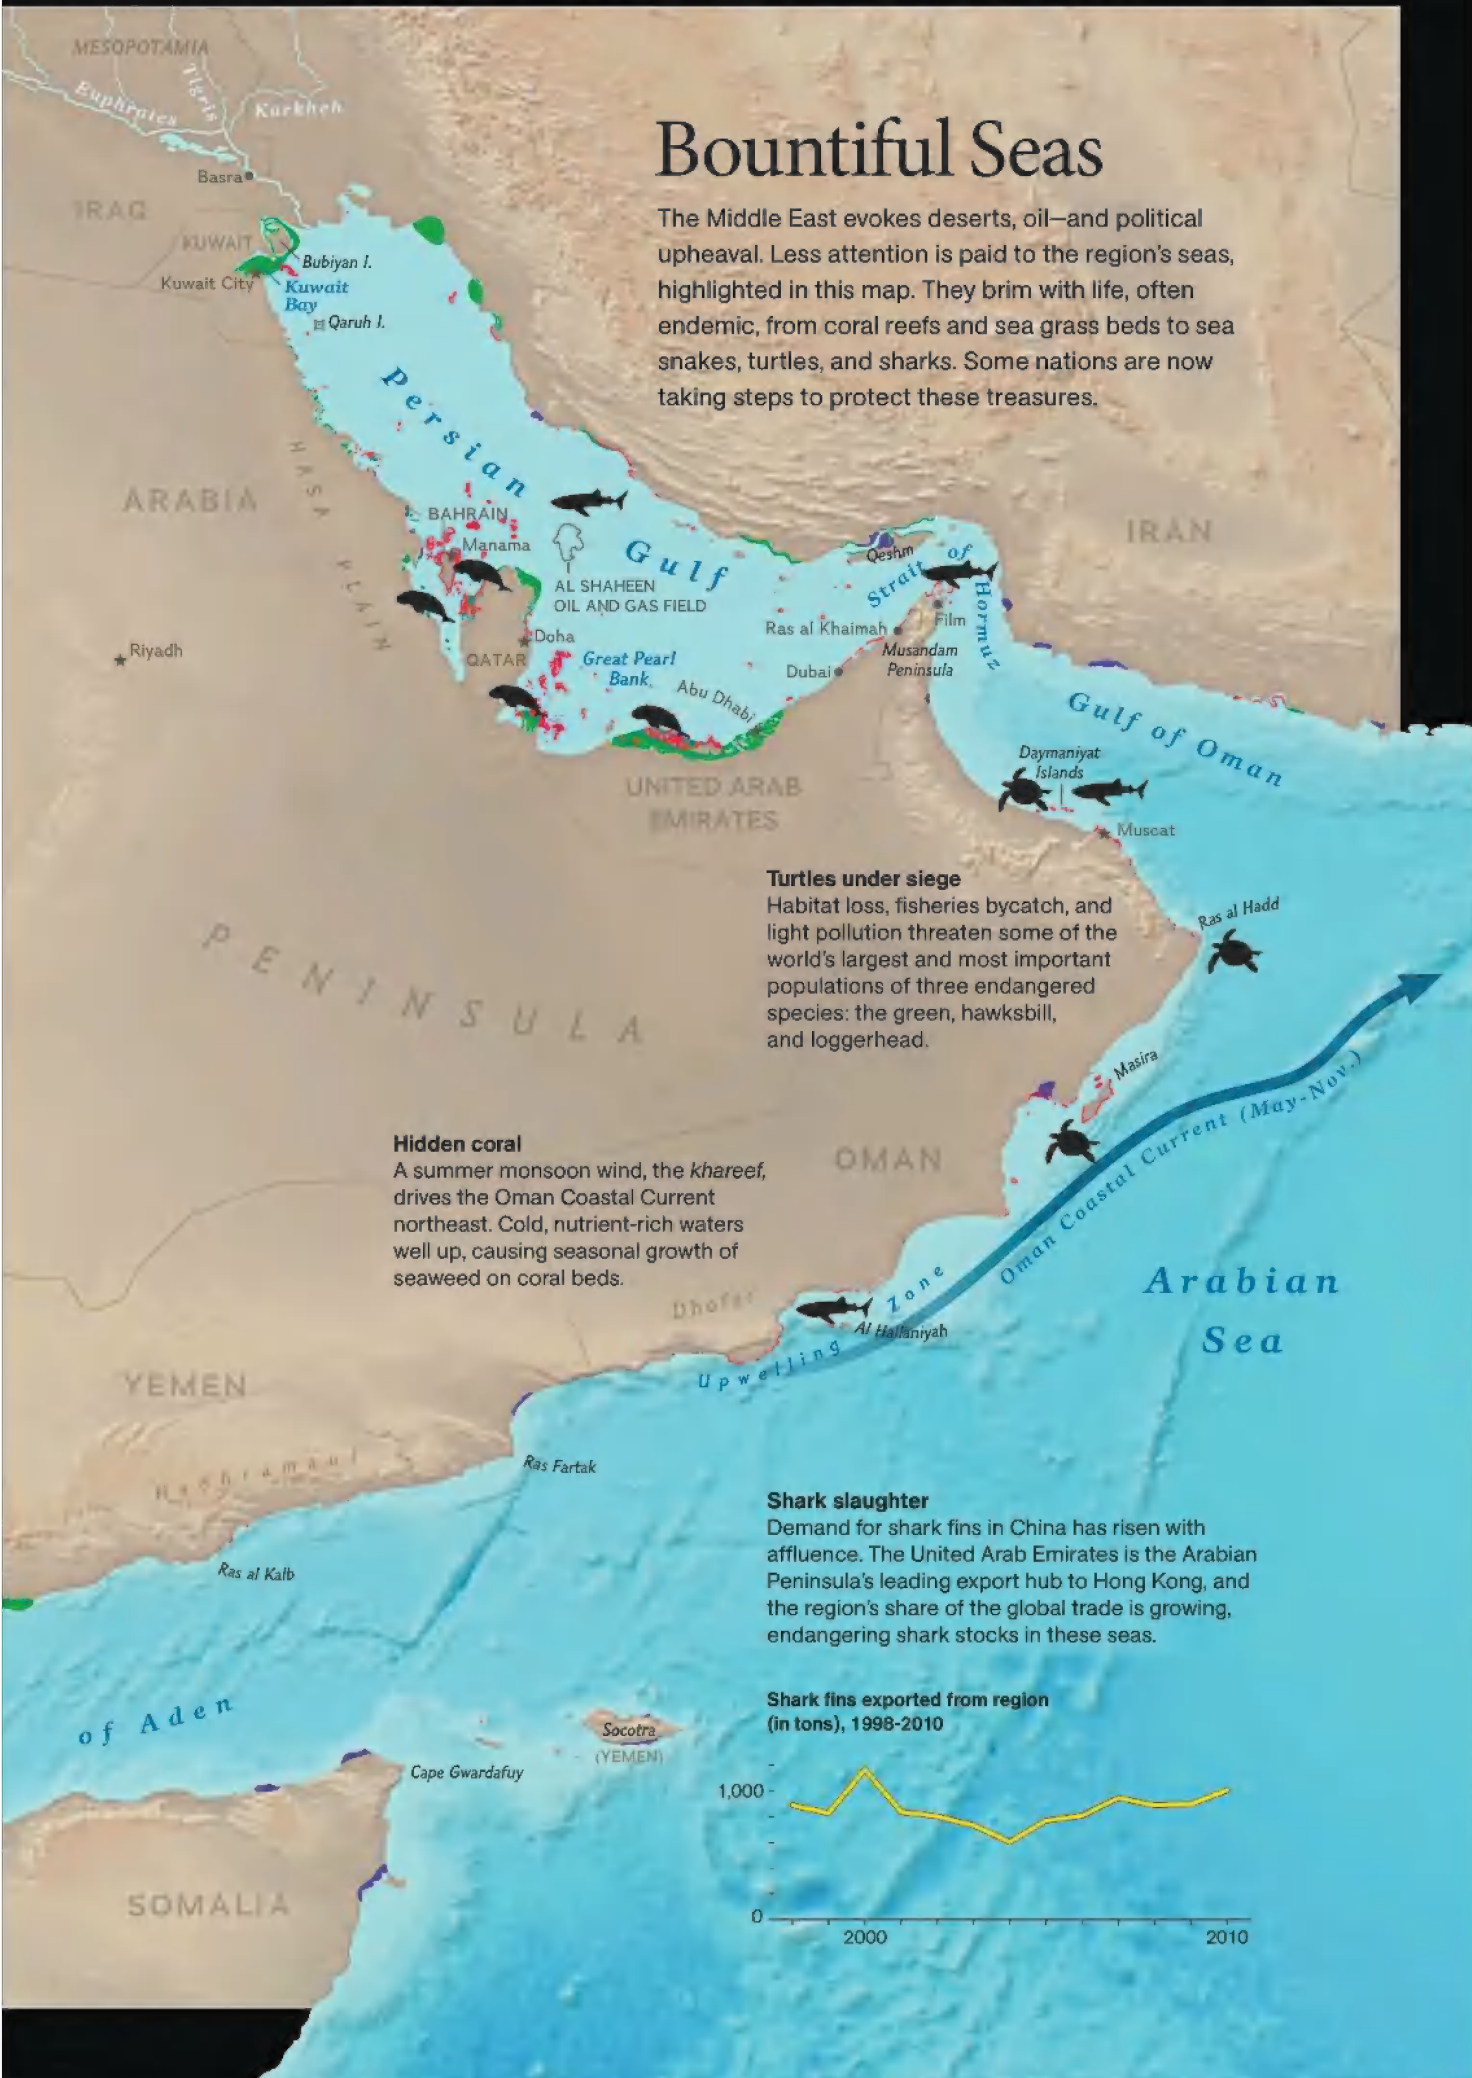 MESOPOTAMIA
Euphrates
Tigris
Karkheh
Bountiful Seas
The Middle East evokes deserts, oil—and political
upheaval. Less attention is paid to the region's seas,
highlighted in this map. They brim with life, often
endemic, from coral reefs and sea grass beds to sea
snakes, turtles, and sharks. Some nations are now
taking steps to protect these treasures.
Basra
IRAQ
KUWAIT
Bubiyan I.
Kuwait City
Kuwait
Bay
Qaruh I.
Persian
Gulf
HASA PLAIN
ARABIA
BAHRAIN
Manama
AL SHAHEEN
OIL AND GAS FIELD
IRAN
Qeshm
Strait of Hormuz
Film
Ras al Khaimah
Musandam
Peninsula
Riyadh
Doha
QATAR
Great Pearl
Bank
Dubai
Abu Dhabi
Gulf of Oman
Daymaniyat
Islands
UNITED ARAB
EMIRATES
Muscat
Turtles under siege
Habitat loss, fisheries bycatch, and
light pollution threaten some of the
world's largest and most important
populations of three endangered
species: the green, hawksbill,
and loggerhead.
Ras al Hadd
PENINSULA
Masira
Oman Coastal Current (May-Nov.)
Hidden coral
A summer monsoon wind, the khareef,
drives the Oman Coastal Current
northeast. Cold, nutrient-rich waters
well up, causing seasonal growth of
seaweed on coral beds.
OMAN
Arabian
Sea
Dhofar
Al Hallaniyah
Upwelling Zone
YEMEN
Hadhramaut
Ras Fartak
Ras al Kalb
Shark slaughter
Demand for shark fins in China has risen with
affluence. The United Arab Emirates is the Arabian
Peninsula's leading export hub to Hong Kong, and
the region's share of the global trade is growing,
endangering shark stocks in these seas.
of Aden
Socotra
(YEMEN)
Cape Gwardafuy
SOMALIA
Shark fins exported from region
(in tons), 1998-2010
1,000
0
2000
2010